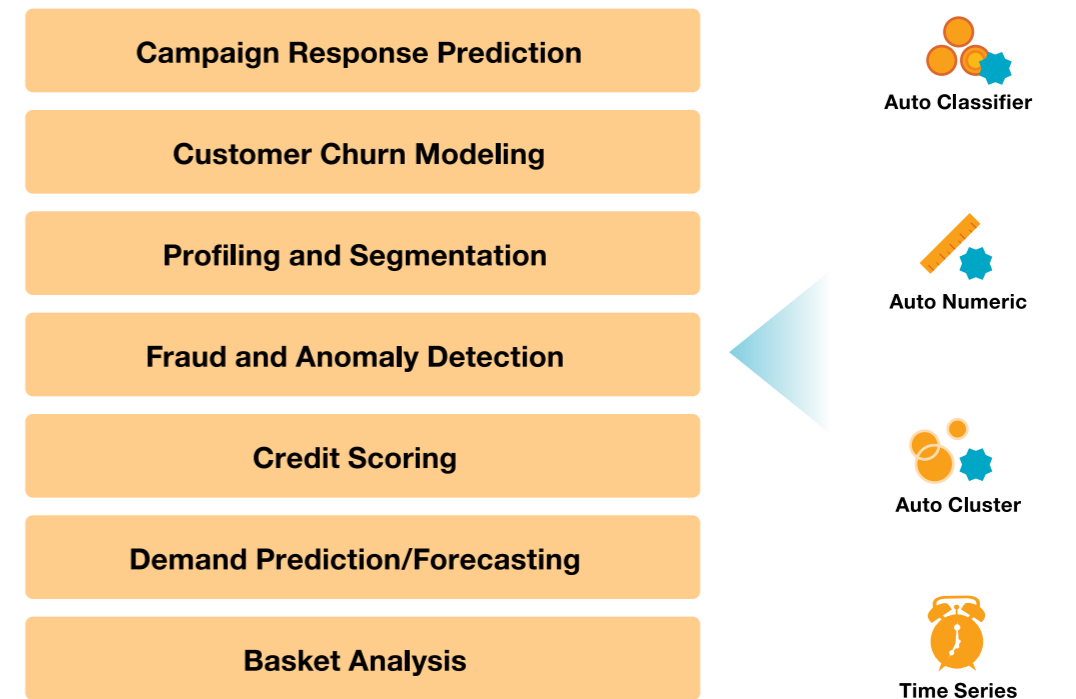 Campaign Response Prediction
Customer Churn Modeling
Profiling and Segmentation
Fraud and Anomaly Detection
Credit Scoring
Demand Prediction/Forecasting
Basket Analysis
Auto Classifier
Auto Numeric
Auto Cluster
Time Series